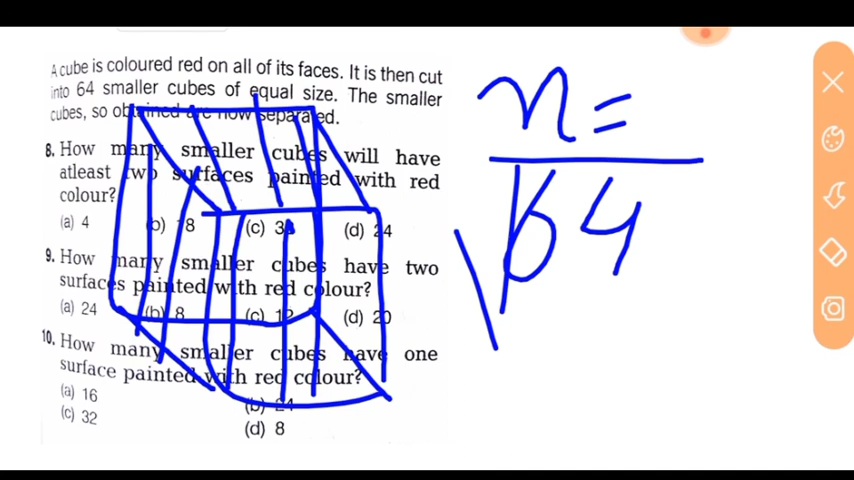 A cube is coloured red on all of its faces. It is then cut
into 64 smaller cubes of equal size. The smaller
cubes, so obtained are now separated.
8. How many smaller cubes will have
atleast two surfaces painted with red
colour?
(a) 4 (b) 8 (c) (d) 24
9. How many smaller cubes have two
surfaces painted with red colour?
(a) 24 (b) 8 (c) 12 (d) 20
10. How many smaller cubes have one
surface painted with red colour?
(a) 16 (b) 24
(c) 32 (d) 8
n =
64